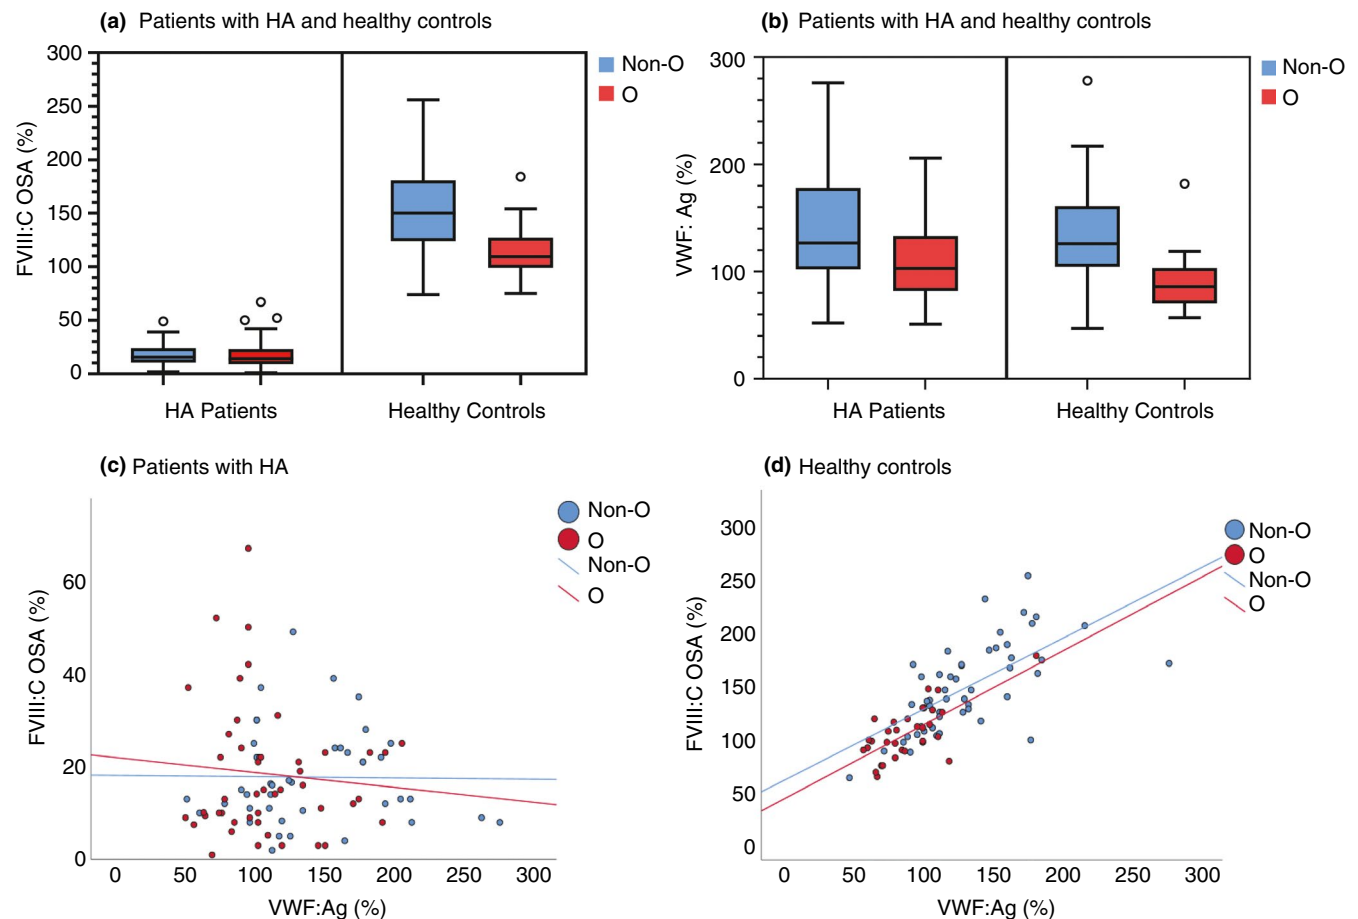 (a) Patients with HA and healthy controls
300
250
200
150
100
50
0
FVIII:C OSA (%)
HA Patients
Healthy Controls
Non-O
O
(b) Patients with HA and healthy controls
300
200
100
0
VWF: Ag (%)
HA Patients
Healthy Controls
Non-O
O
(c) Patients with HA
60
40
20
0
FVIII:C OSA (%)
0 50 100 150 200 250 300
VWF:Ag (%)
Non-O
O
Non-O
O
(d) Healthy controls
300
250
200
150
100
50
0
FVIII:C OSA (%)
0 50 100 150 200 250 300
VWF:Ag (%)
Non-O
O
Non-O
O